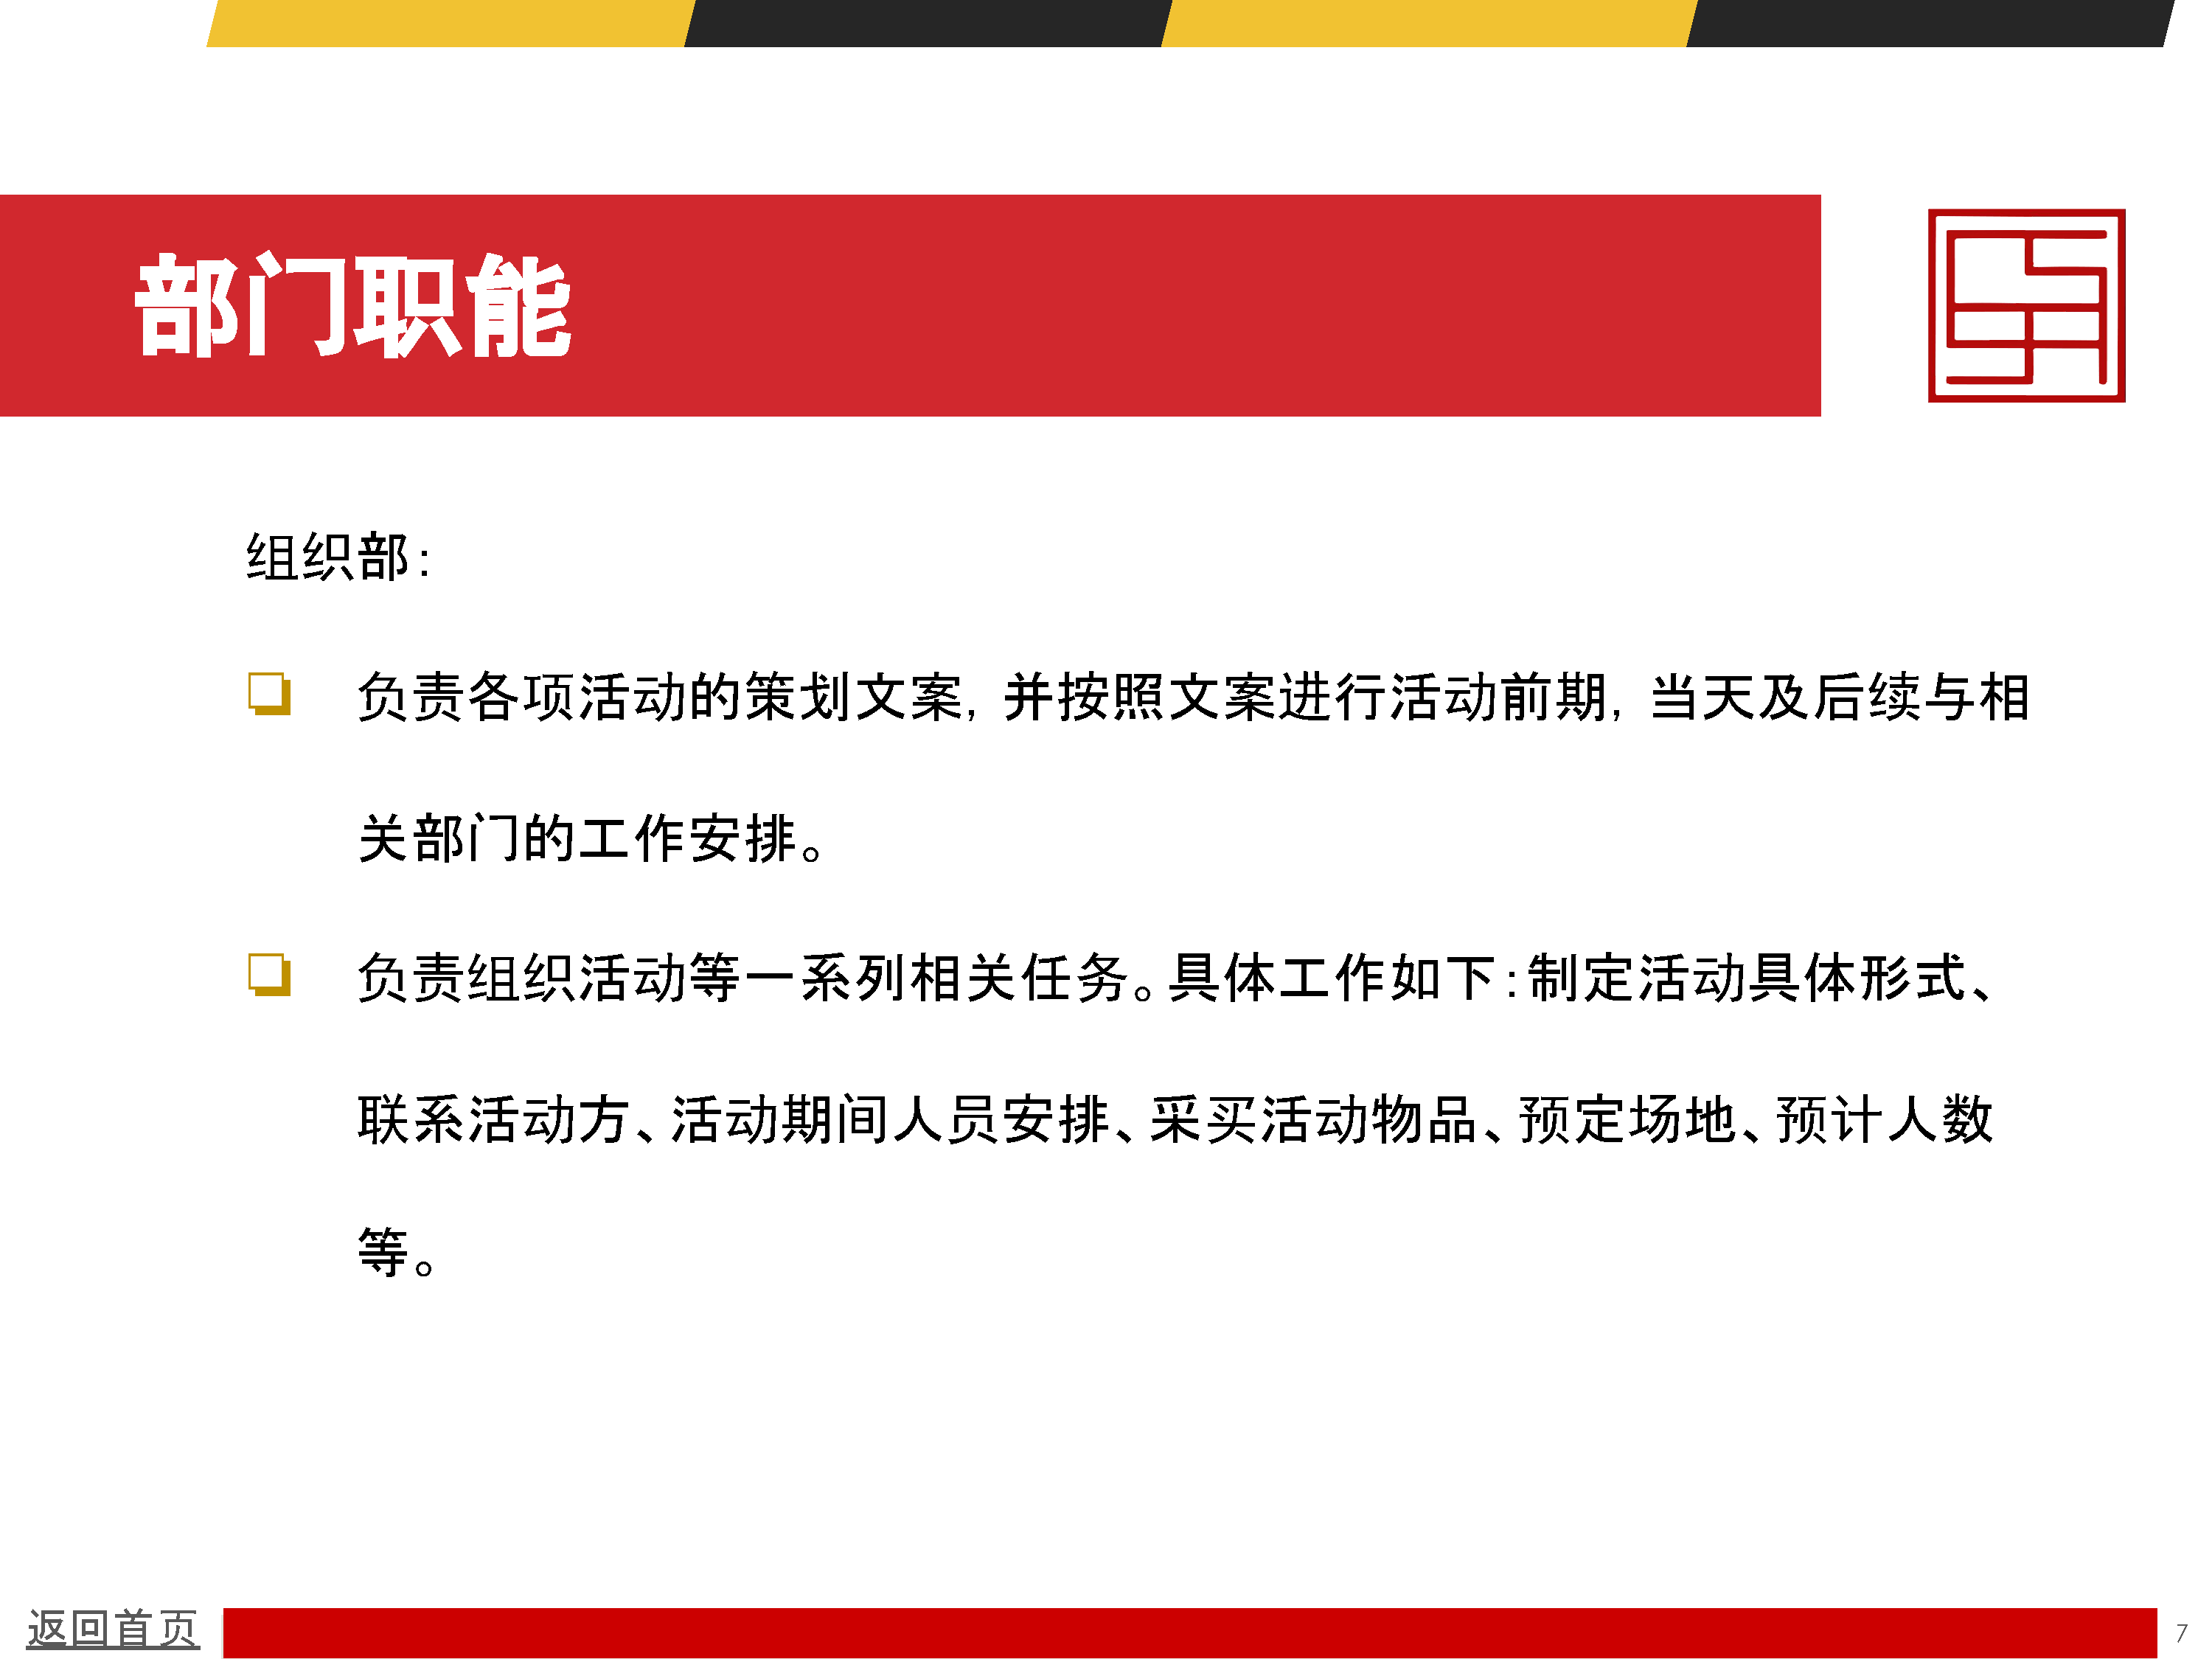 部门职能
组织部：
负责各项活动的策划文案，并按照文案进行活动前期，当天及后续与相
关部门的工作安排。
负责组织活动等一系列相关任务。具体工作如下：制定活动具体形式、
联系活动方、活动期间人员安排、采买活动物品、预定场地、预计人数
等。
返回首页
7